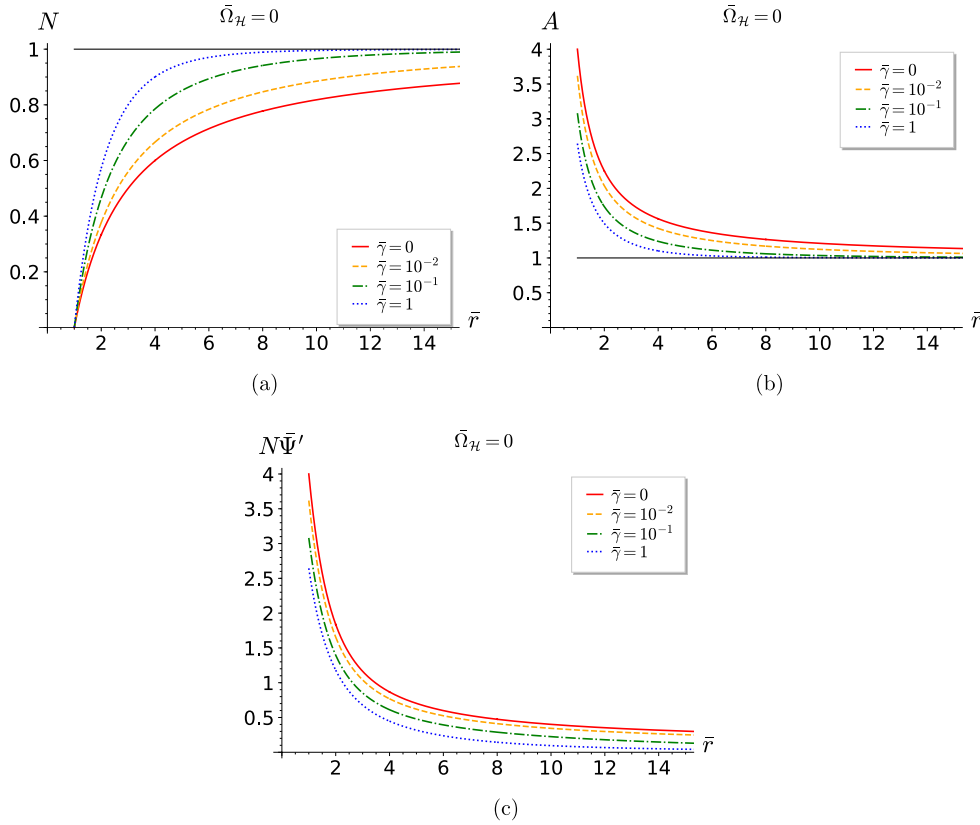 N
Ω̄_ℋ = 0
1
0.8
0.6
0.4
0.2
γ̄ = 0
γ̄ = 10⁻²
γ̄ = 10⁻¹
γ̄ = 1
r̄
2 4 6 8 10 12 14
(a)
A
Ω̄_ℋ = 0
4
3.5
3
2.5
2
1.5
1
0.5
γ̄ = 0
γ̄ = 10⁻²
γ̄ = 10⁻¹
γ̄ = 1
r̄
2 4 6 8 10 12 14
(b)
NΨ̄′
Ω̄_ℋ = 0
4
3.5
3
2.5
2
1.5
1
0.5
γ̄ = 0
γ̄ = 10⁻²
γ̄ = 10⁻¹
γ̄ = 1
r̄
2 4 6 8 10 12 14
(c)